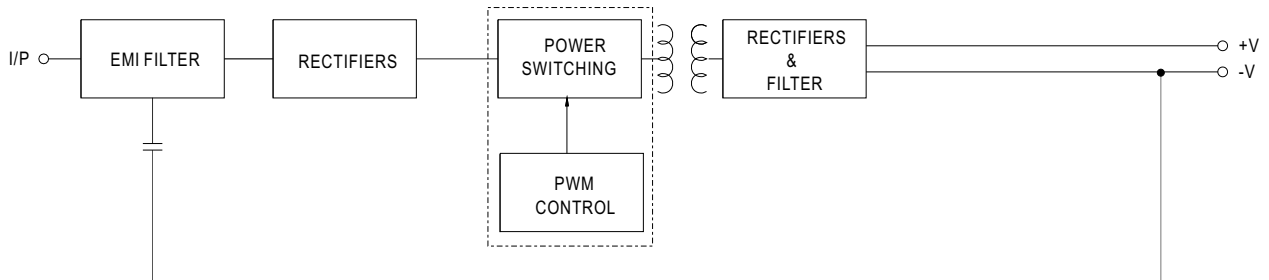 I/P
EMI FILTER
RECTIFIERS
POWER
SWITCHING
RECTIFIERS
&
FILTER
+V
-V
PWM
CONTROL